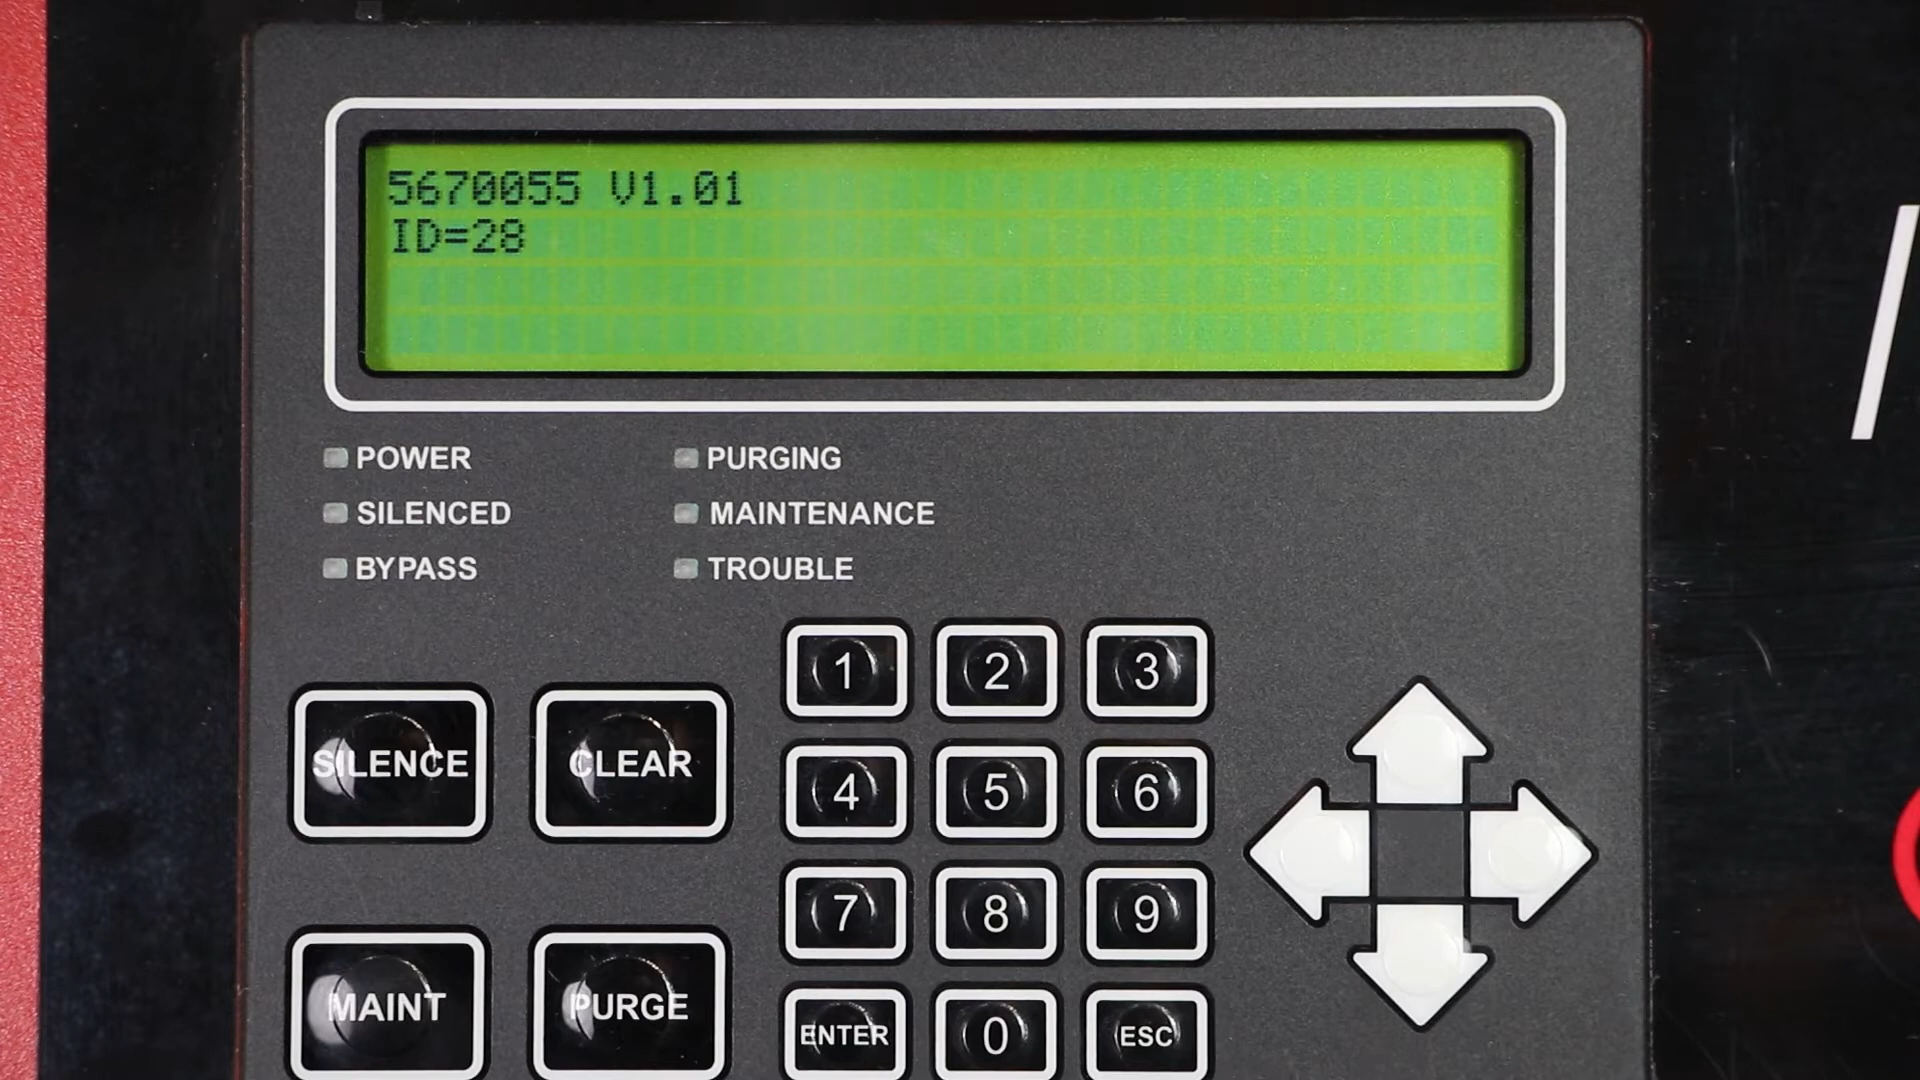 5670055 V1.01
ID=28
POWER PURGING
SILENCED MAINTENANCE
BYPASS TROUBLE
1 2 3
SILENCE CLEAR
4 5 6
7 8 9
MAINT PURGE
ENTER 0 ESC